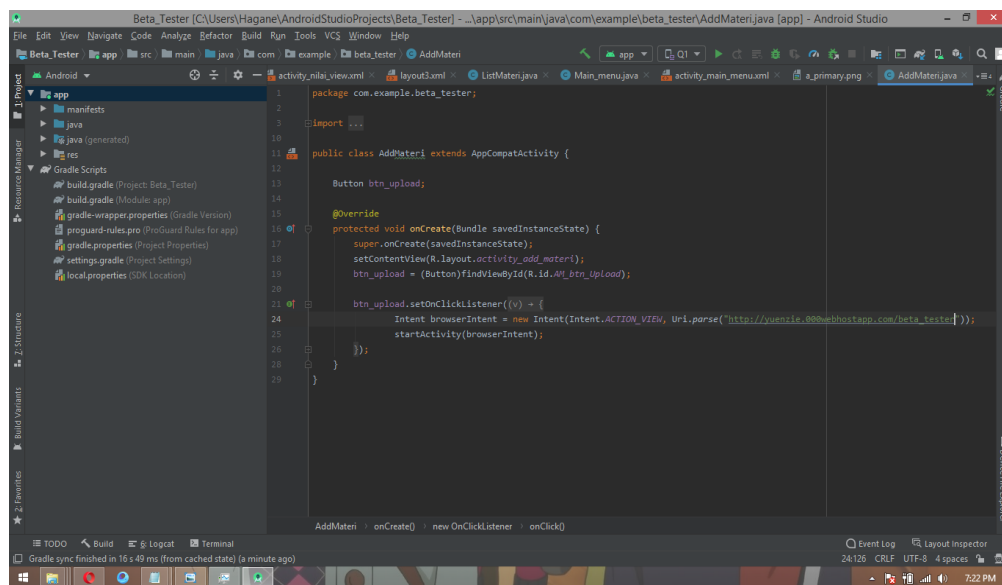 Beta_Tester [C:\Users\Hagane\AndroidStudioProjects\Beta_Tester] - ...\app\src\main\java\com\example\beta_tester\AddMateri.java [app] - Android Studio
File Edit View Navigate Code Analyze Refactor Build Run Tools VCS Window Help
Beta_Tester app src main java com example beta_tester AddMateri app Q1
Android activity_nilai_view.xml layout3.xml ListMateri.java Main_menu.java activity_main_menu.xml a_primary.png AddMateri.java
1: Project
Resource Manager
Z: Structure
Build Variants
2: Favorites
app
manifests
java
java (generated)
res
Gradle Scripts
build.gradle (Project: Beta_Tester)
build.gradle (Module: app)
gradle-wrapper.properties (Gradle Version)
proguard-rules.pro (ProGuard Rules for app)
gradle.properties (Project Properties)
settings.gradle (Project Settings)
local.properties (SDK Location)
1 package com.example.beta_tester;
2
3 import ...
10
11 public class AddMateri extends AppCompatActivity {
12
13 Button btn_upload;
14
15 @Override
16 protected void onCreate(Bundle savedInstanceState) {
17 super.onCreate(savedInstanceState);
18 setContentView(R.layout.activity_add_materi);
19 btn_upload = (Button)findViewById(R.id.AM_btn_Upload);
20
21 btn_upload.setOnClickListener((v) → {
24 Intent browserIntent = new Intent(Intent.ACTION_VIEW, Uri.parse("http://yuenzie.000webhostapp.com/beta_tester"));
25 startActivity(browserIntent);
26 });
28 }
29 }
AddMateri onCreate() new OnClickListener onClick()
TODO Build 6: Logcat Terminal Event Log Layout Inspector
Gradle sync finished in 16 s 49 ms (from cached state) (a minute ago) 24:126 CRLF UTF-8 4 spaces
7:22 PM